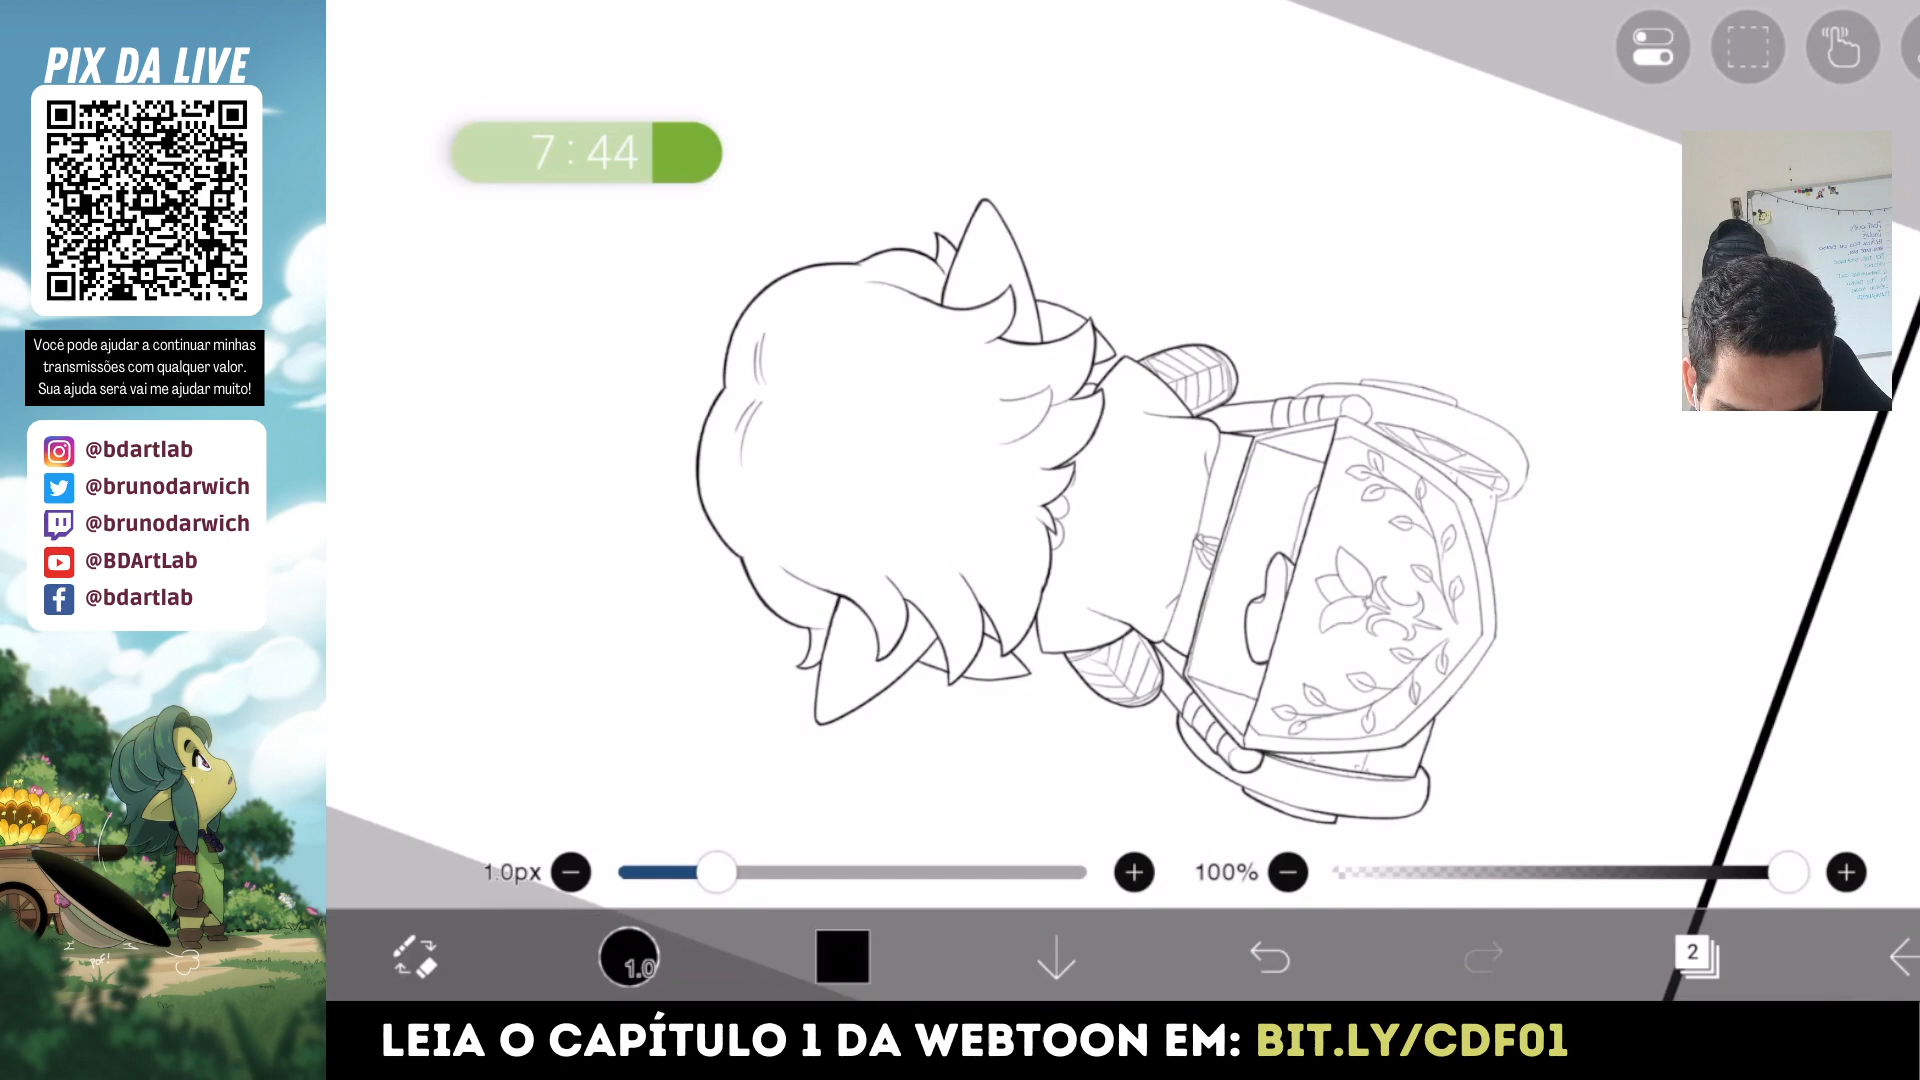 PIX DA LIVE
Você pode ajudar a continuar minhas
transmissões com qualquer valor.
Sua ajuda será vai me ajudar muito!
@bdartlab
@brunodarwich
@brunodarwich
@BDArtLab
@bdartlab
POF!
7:44
1.0px
100%
1.0
2
LEIA O CAPÍTULO 1 DA WEBTOON EM: BIT.LY/CDF01